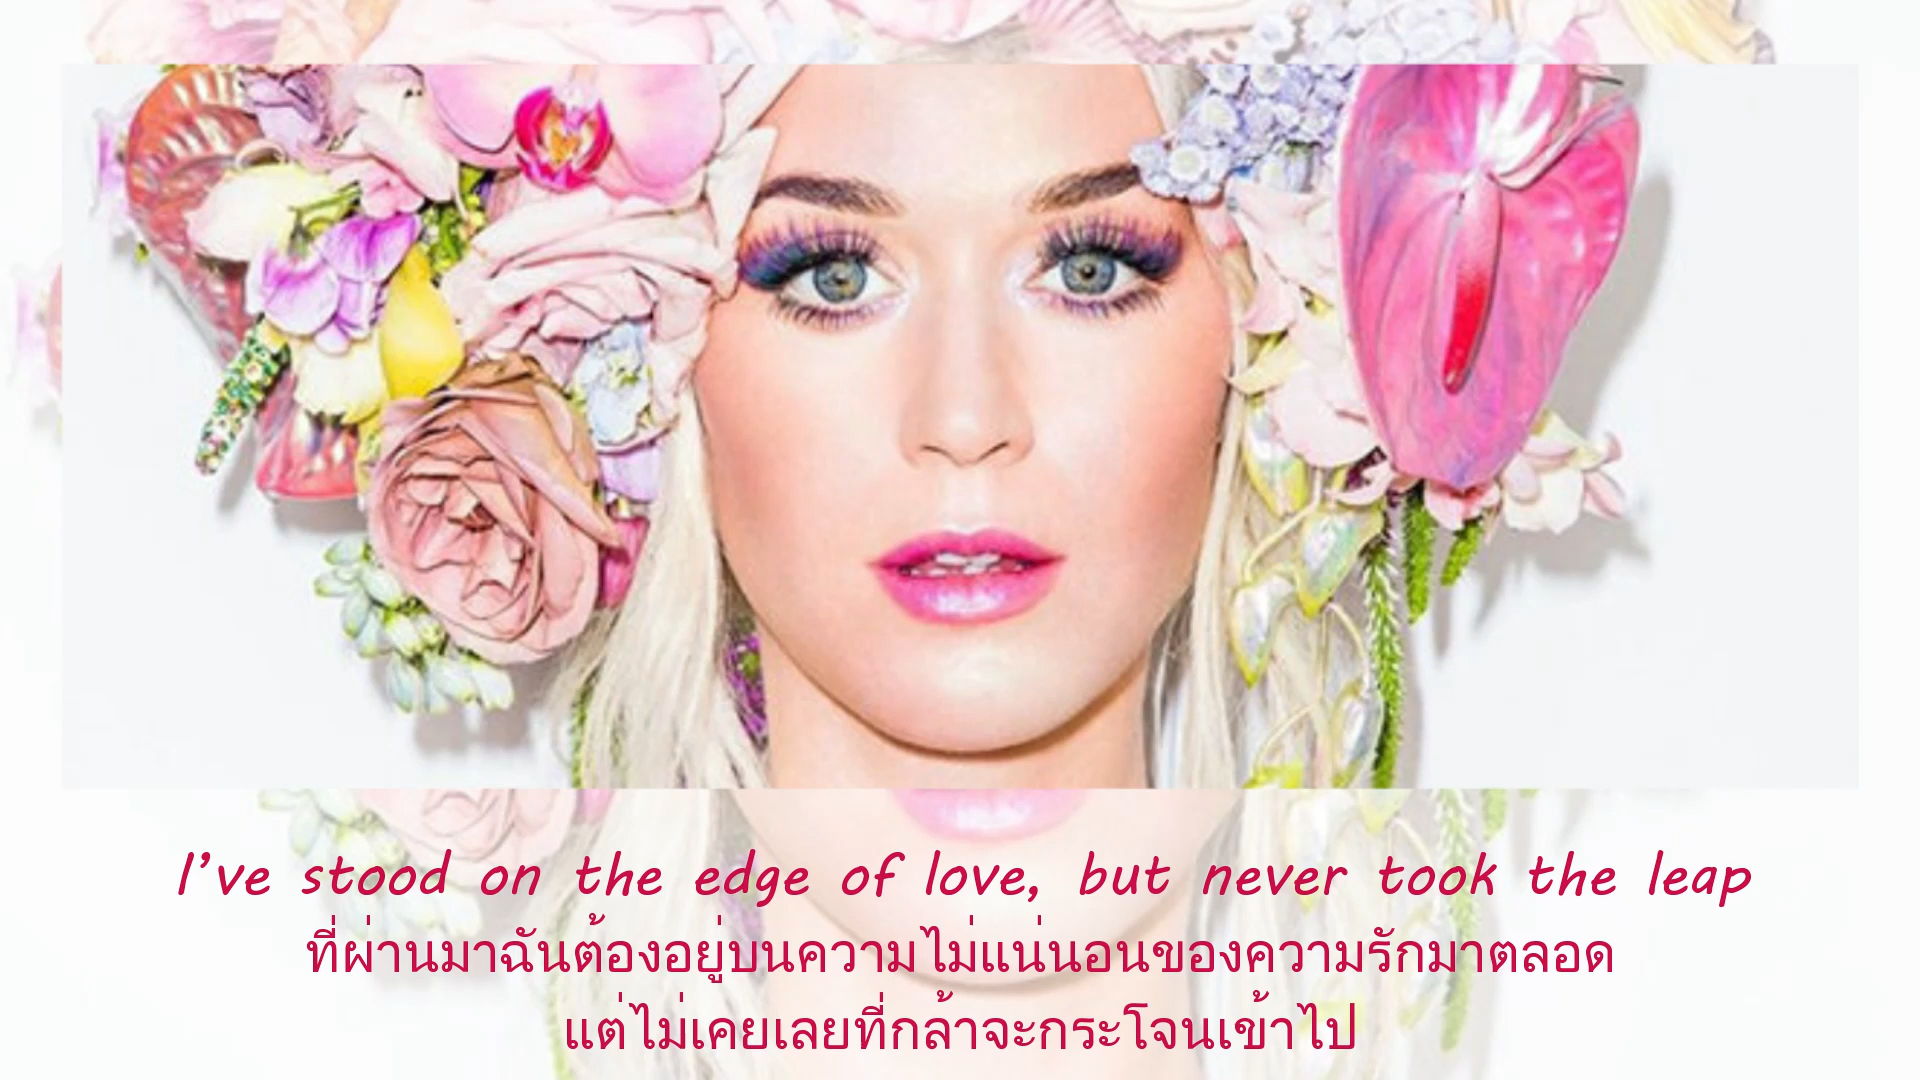 I’ve stood on the edge of love, but never took the leap
ที่ผ่านมาฉันต้องอยู่บนความไม่แน่นอนของความรักมาตลอด
แต่ไม่เคยเลยที่กล้าจะกระโจนเข้าไป